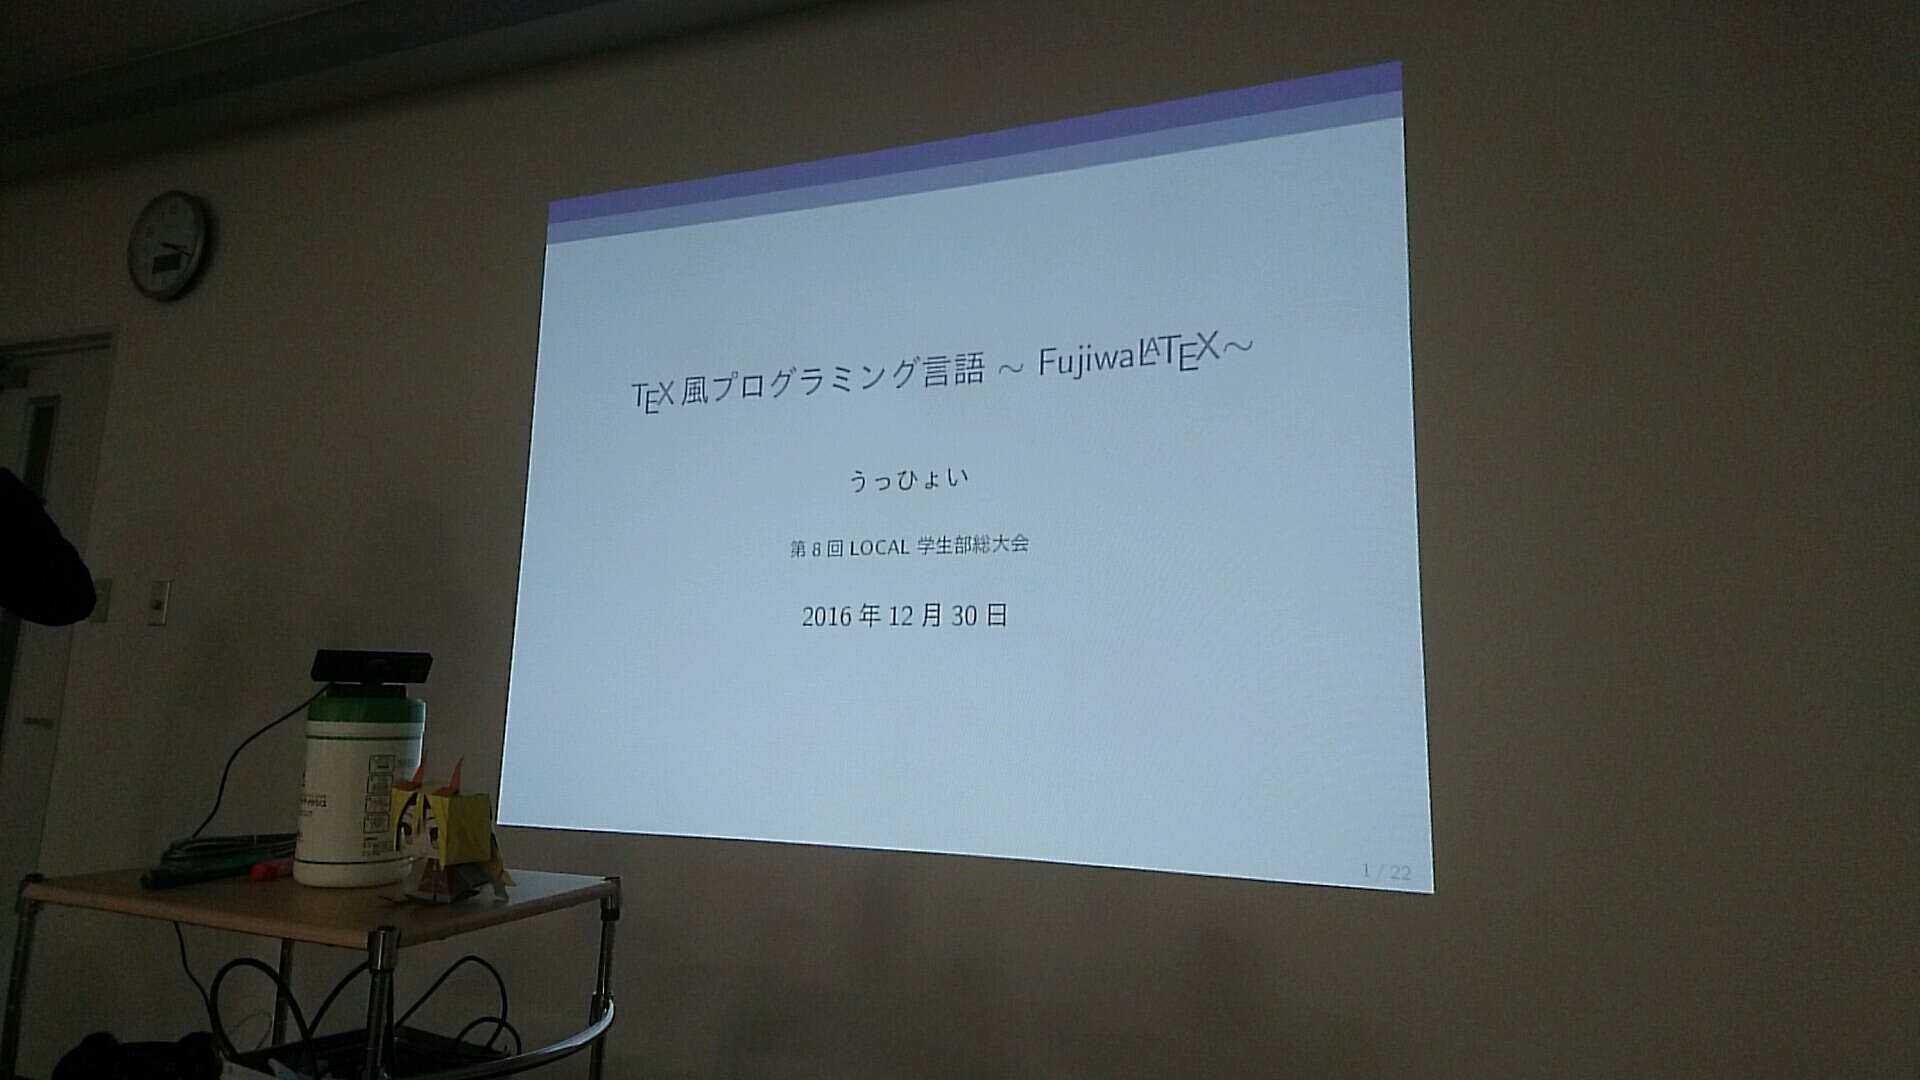 TEX 風プログラミング言語 ～ FujiwaLATEX～
うっひょい
第 8 回 LOCAL 学生部総大会
2016 年 12 月 30 日
1 / 22